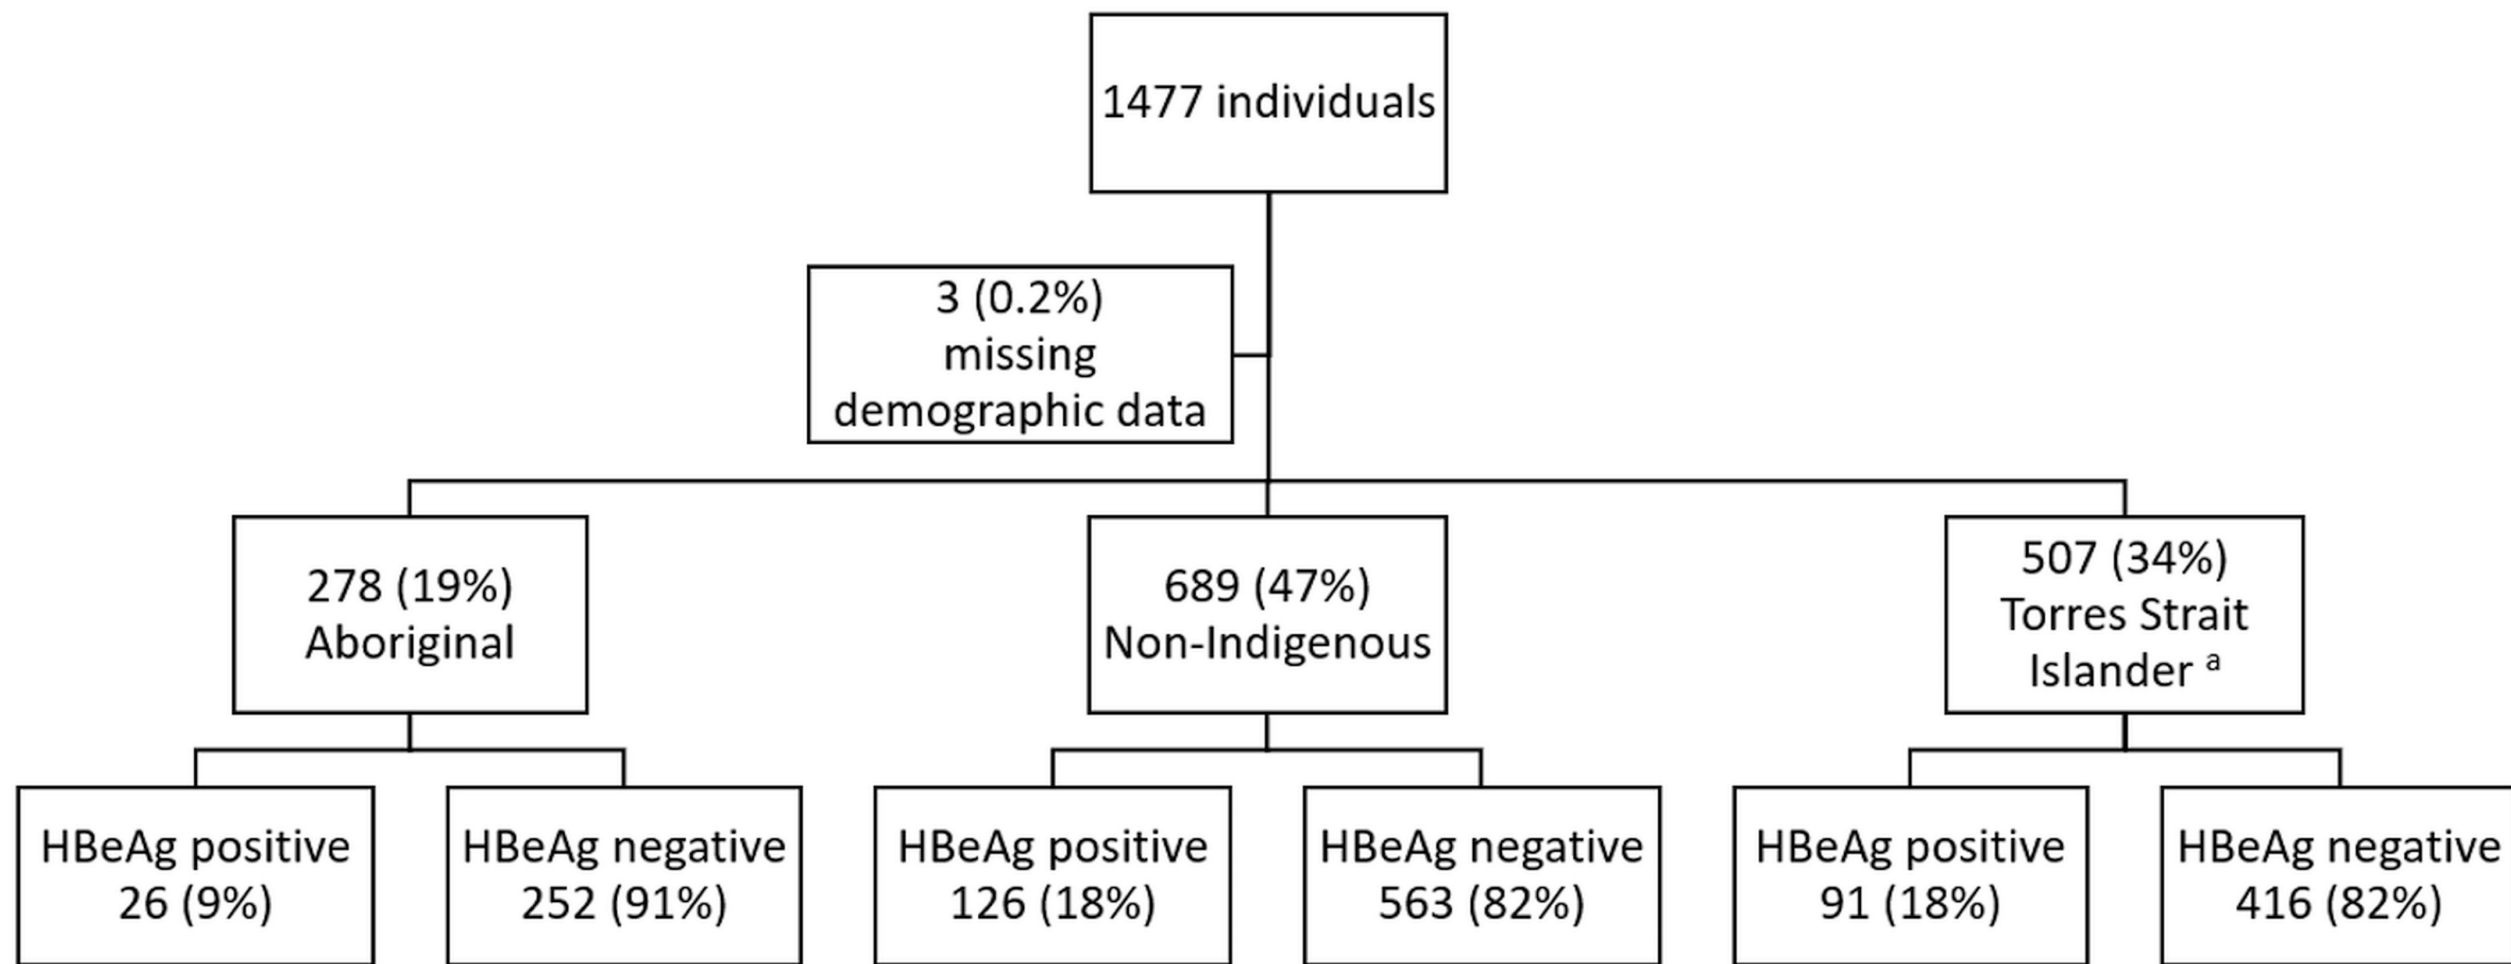 1477 individuals
3 (0.2%)
missing
demographic data
278 (19%)
Aboriginal
689 (47%)
Non-Indigenous
507 (34%)
Torres Strait
Islander ᵃ
HBeAg positive
26 (9%)
HBeAg negative
252 (91%)
HBeAg positive
126 (18%)
HBeAg negative
563 (82%)
HBeAg positive
91 (18%)
HBeAg negative
416 (82%)